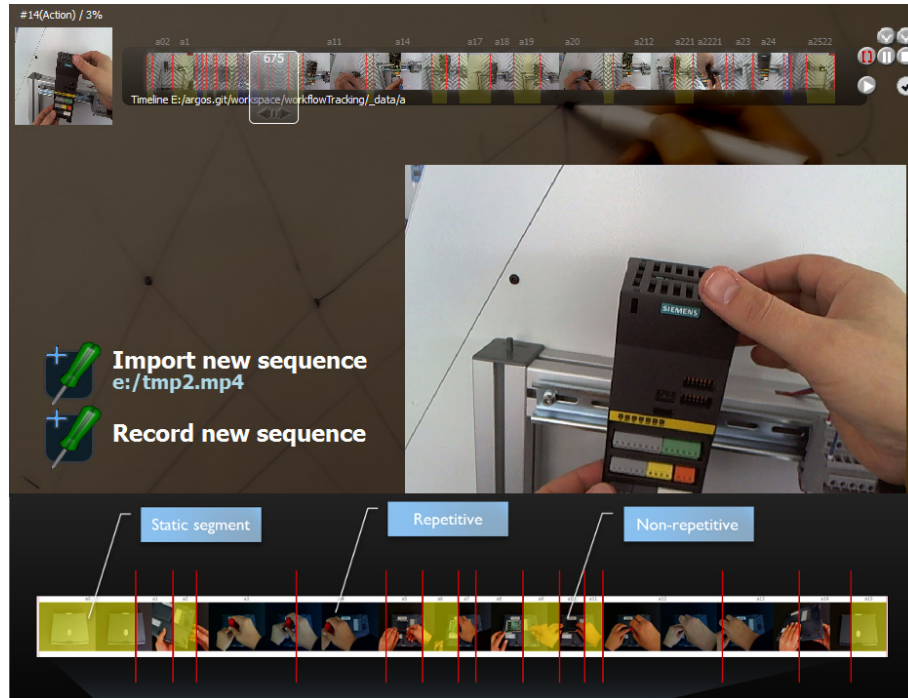 #14(Action) / 3%
a02 a1 a11 a14 a17 a18 a19 a20 a212 a221 a2221 a23 a24 a2522
675
Timeline E:/argos.git/workspace/workflowTracking/_data/a
SIEMENS
Import new sequence
e:/tmp2.mp4
Record new sequence
Static segment
Repetitive
Non-repetitive